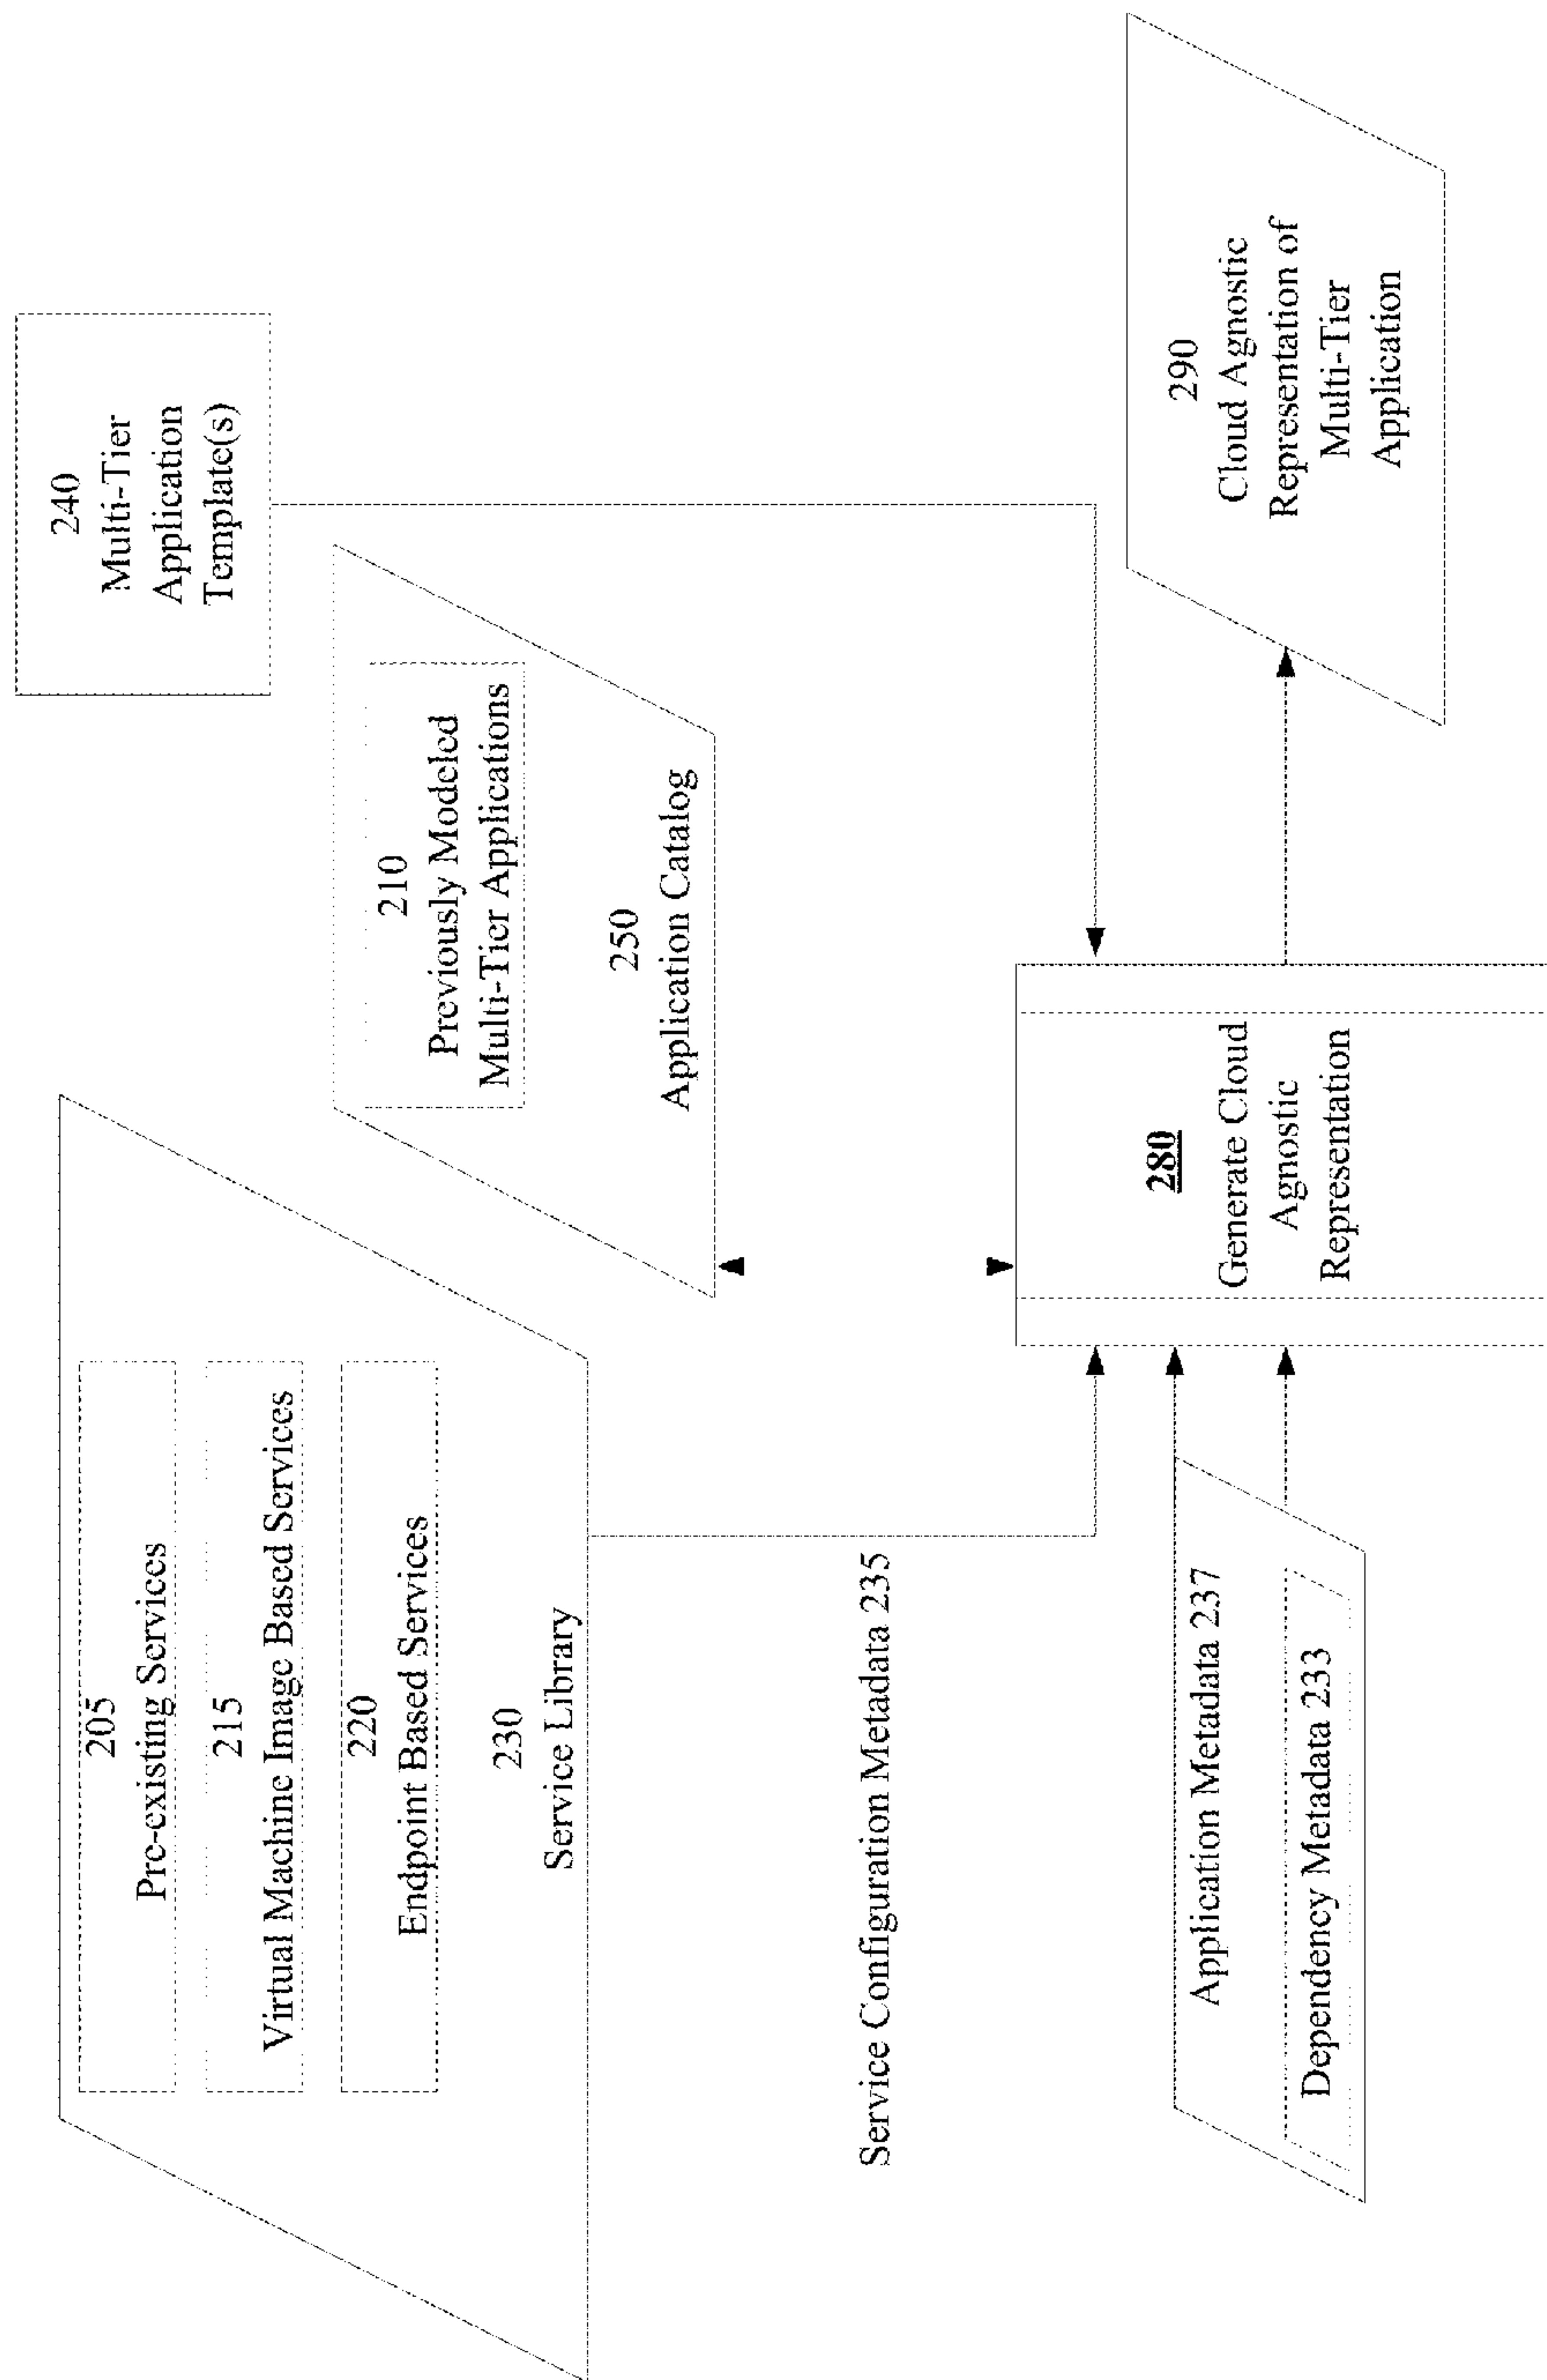 205
Pre-existing Services
215
Virtual Machine Image Based Services
220
Endpoint Based Services
230
Service Library
210
Previously Modeled
Multi-Tier Applications
250
Application Catalog
240
Multi-Tier
Application
Template(s)
Service Configuration Metadata 235
Application Metadata 237
Dependency Metadata 233
280
Generate Cloud
Agnostic
Representation
290
Cloud Agnostic
Representation of
Multi-Tier
Application